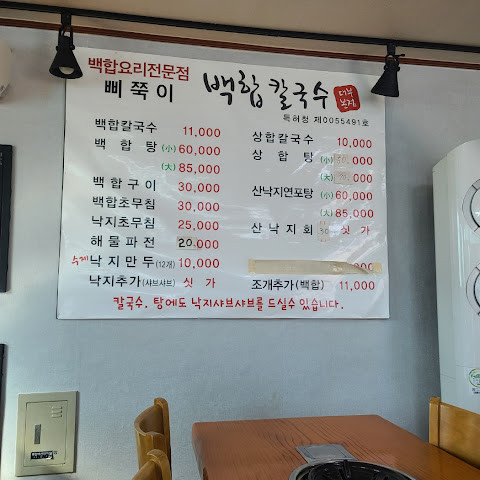 백합요리전문점
삐쭉이 백합칼국수
특허청 제0055491호
백합칼국수 11,000
백합탕 (小) 60,000
(大) 85,000
백합구이 30,000
백합초무침 30,000
낙지초무침 25,000
해물파전 20,000
수제 낙지만두 (12개) 10,000
낙지추가 (샤브샤브) 싯가
상합칼국수 10,000
상합탕 (小) ,000
(大) ,000
산낙지연포탕 (小) 60,000
(大) 85,000
산낙지회 싯가
,000
조개추가(백합) 11,000
칼국수. 탕에도 낙지샤브샤브를 드실수 있습니다.